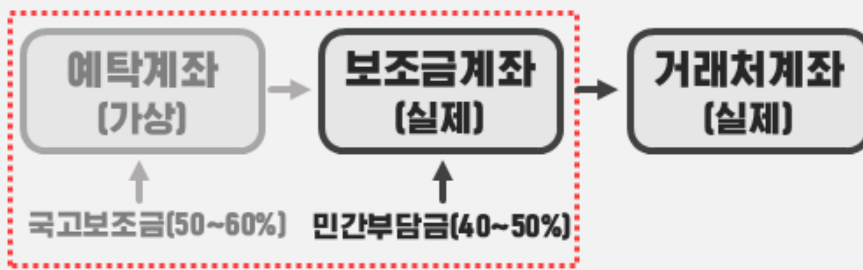 예탁계좌
(가상)
보조금계좌
(실제)
거래처계좌
(실제)
국고보조금(50~60%)
민간부담금(40~50%)